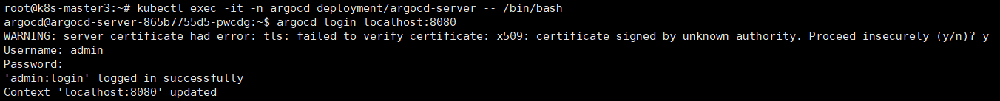 root@k8s-master3:~# kubectl exec -it -n argocd deployment/argocd-server -- /bin/bash
argocd@argocd-server-865b7755d5-pwcdg:~$ argocd login localhost:8080
WARNING: server certificate had error: tls: failed to verify certificate: x509: certificate signed by unknown authority. Proceed insecurely (y/n)? y
Username: admin
Password:
'admin:login' logged in successfully
Context 'localhost:8080' updated